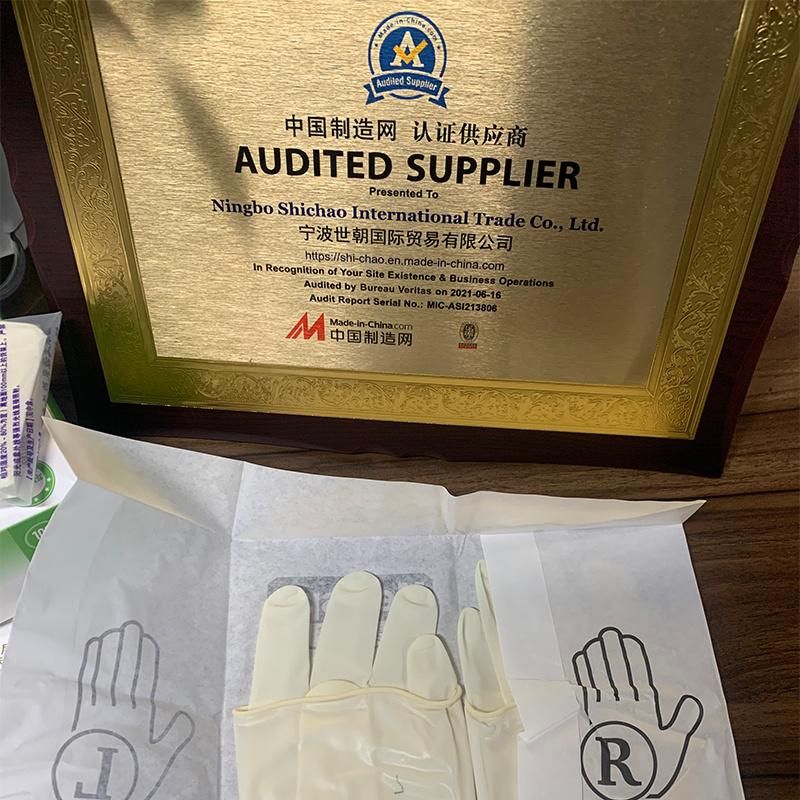 Made-in-China.com
A
Audited Supplier
中国制造网 认证供应商
AUDITED SUPPLIER
Presented To
Ningbo Shichao International Trade Co., Ltd.
宁波世朝国际贸易有限公司
https://shi-chao.en.made-in-china.com
In Recognition of Your Site Existence & Business Operations
Audited by Bureau Veritas on 2021-06-16
Audit Report Serial No.: MIC-ASI213806
Made-in-China.com
中国制造网
L
R